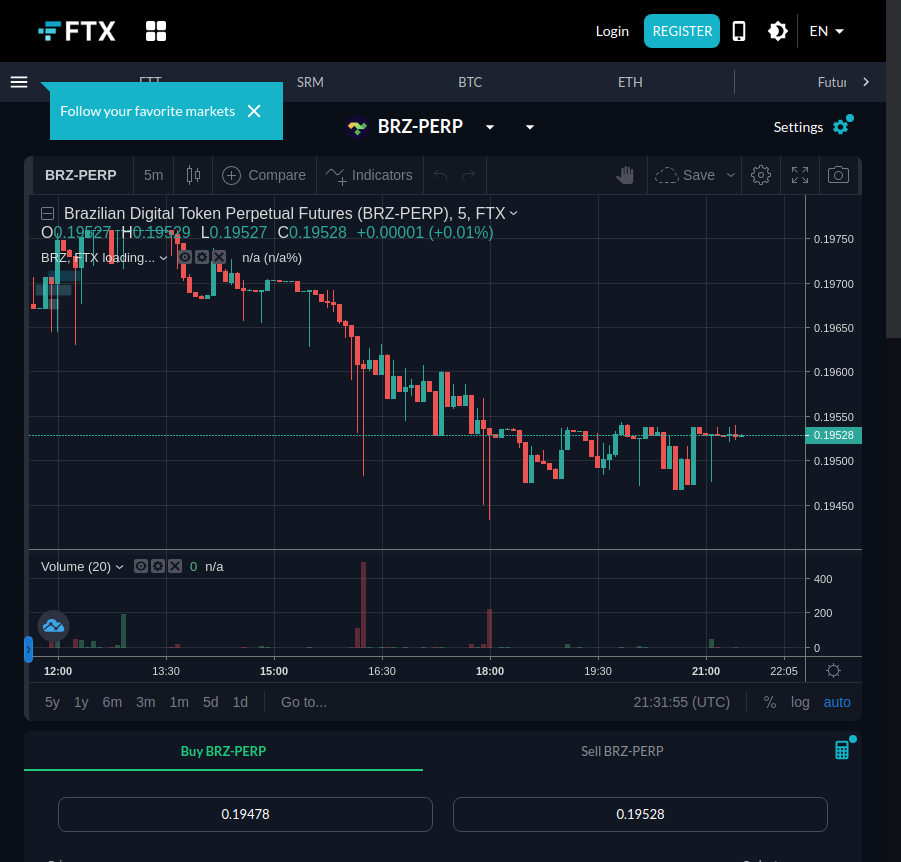 FTX
Login
REGISTER
EN
FTT
SRM
BTC
ETH
Futur
Follow your favorite markets
BRZ-PERP
Settings
BRZ-PERP
5m
Compare
Indicators
Save
Brazilian Digital Token Perpetual Futures (BRZ-PERP), 5, FTX
O0.19527 H0.19529 L0.19527 C0.19528 +0.00001 (+0.01%)
BRZ, FTX loading... n/a (n/a%)
0.19750
0.19700
0.19650
0.19600
0.19550
0.19528
0.19500
0.19450
Volume (20) 0 n/a
400
200
0
12:00 13:30 15:00 16:30 18:00 19:30 21:00 22:05
5y 1y 6m 3m 1m 5d 1d Go to... 21:31:55 (UTC) % log auto
Buy BRZ-PERP
Sell BRZ-PERP
0.19478
0.19528